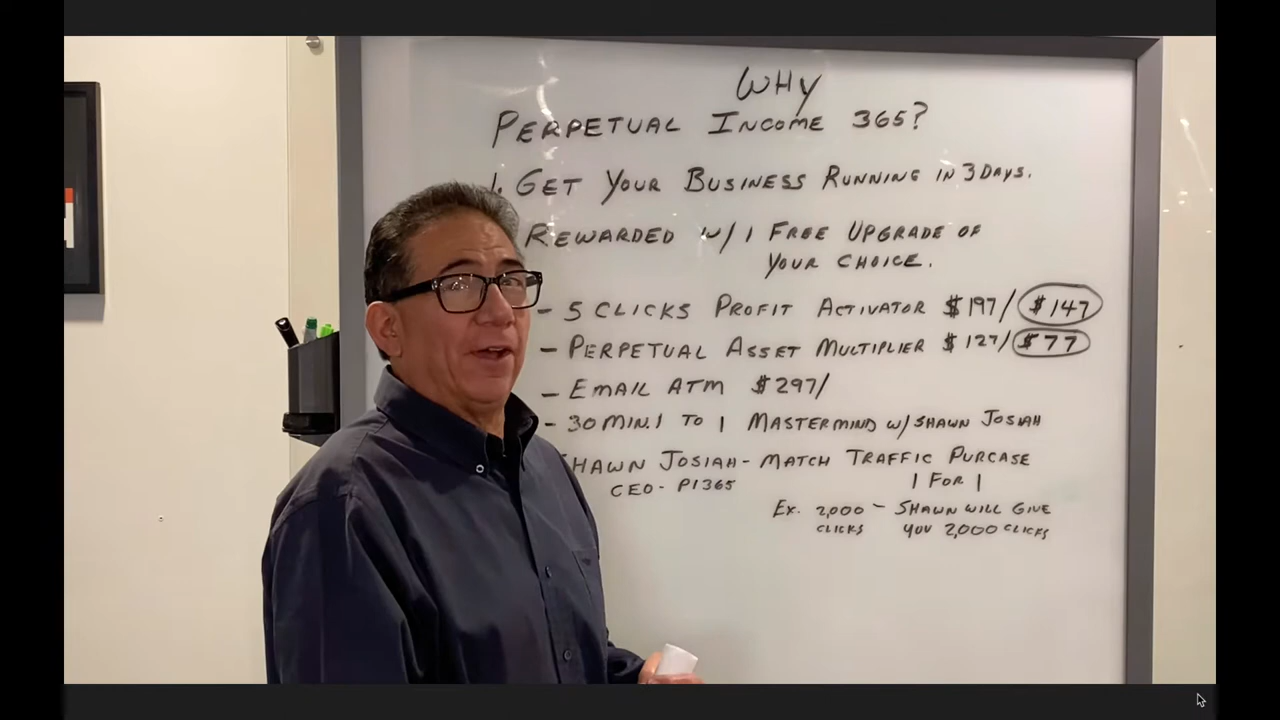 WHY
PERPETUAL INCOME 365?
1. GET YOUR BUSINESS RUNNING IN 3 DAYS.
REWARDED W/ 1 FREE UPGRADE OF
YOUR CHOICE.
- 5 CLICKS PROFIT ACTIVATOR $197/ $147
- PERPETUAL ASSET MULTIPLIER $127/ $77
- EMAIL ATM $297/
- 30 MIN. 1 TO 1 MASTERMIND W/ SHAWN JOSIAH
SHAWN JOSIAH - MATCH TRAFFIC PURCASE
CEO - PI365 1 FOR 1
EX. 2,000 - SHAWN WILL GIVE
CLICKS YOU 2,000 CLICKS